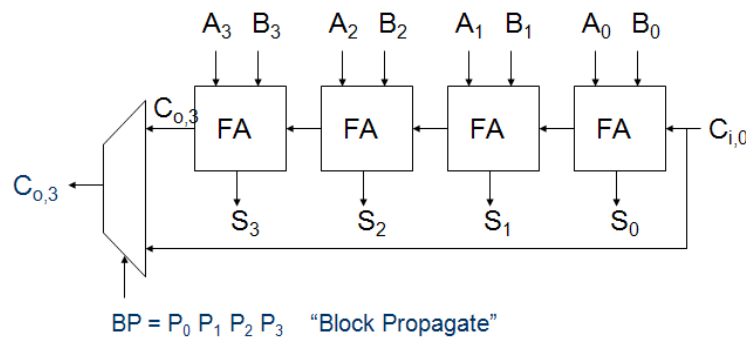 A₃ B₃ A₂ B₂ A₁ B₁ A₀ B₀
Cₒ,₃ FA FA FA FA Cᵢ,₀
Cₒ,₃
S₃ S₂ S₁ S₀
BP = P₀ P₁ P₂ P₃ “Block Propagate”